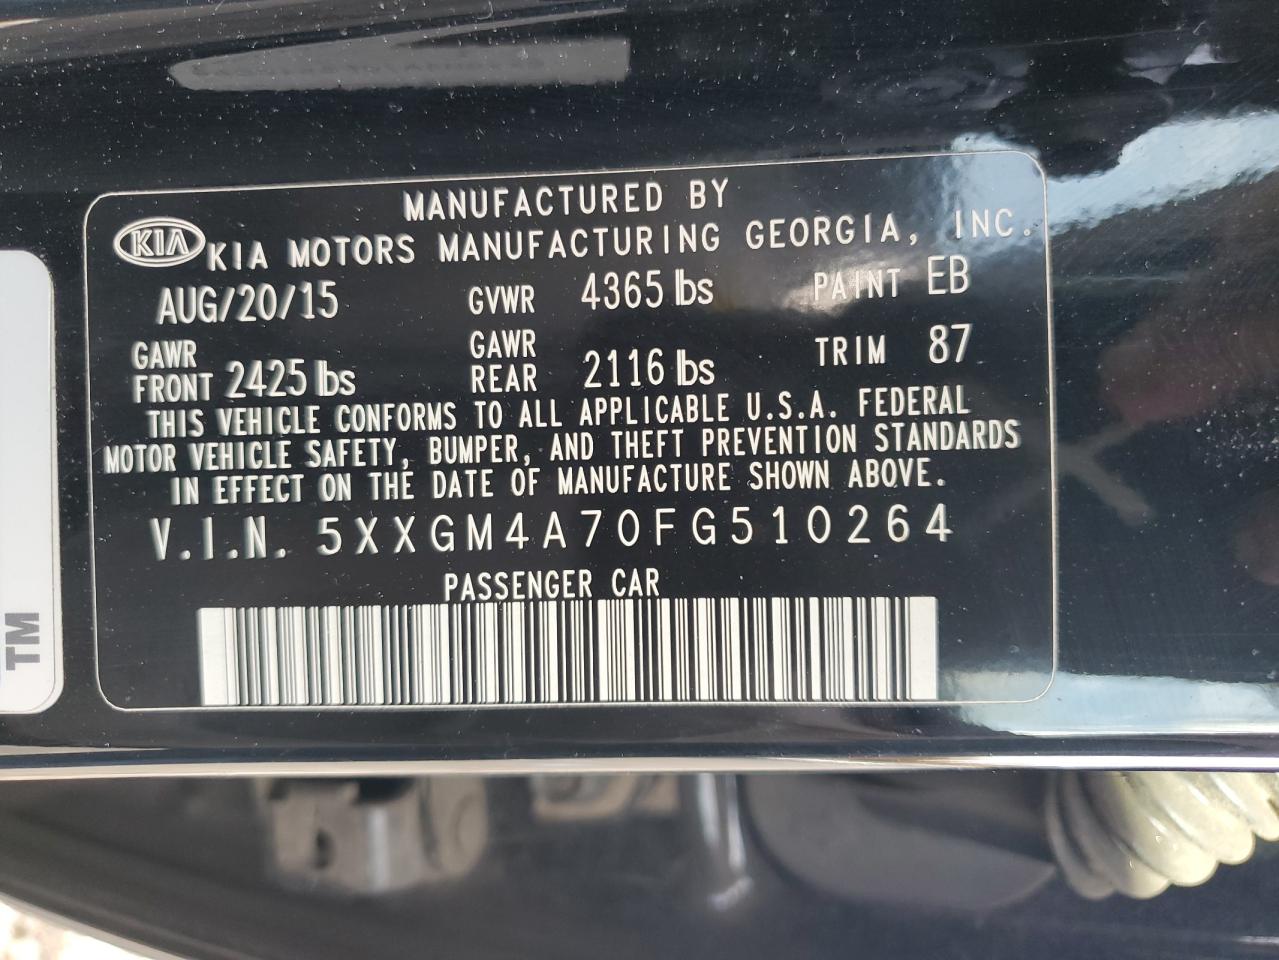 MANUFACTURED BY
KIA KIA MOTORS MANUFACTURING GEORGIA, INC.
AUG/20/15 GVWR 4365 lbs PAINT EB
GAWR FRONT 2425 lbs GAWR REAR 2116 lbs TRIM 87
THIS VEHICLE CONFORMS TO ALL APPLICABLE U.S.A. FEDERAL
MOTOR VEHICLE SAFETY, BUMPER, AND THEFT PREVENTION STANDARDS
IN EFFECT ON THE DATE OF MANUFACTURE SHOWN ABOVE.
V.I.N. 5XXGM4A70FG510264
PASSENGER CAR
TM